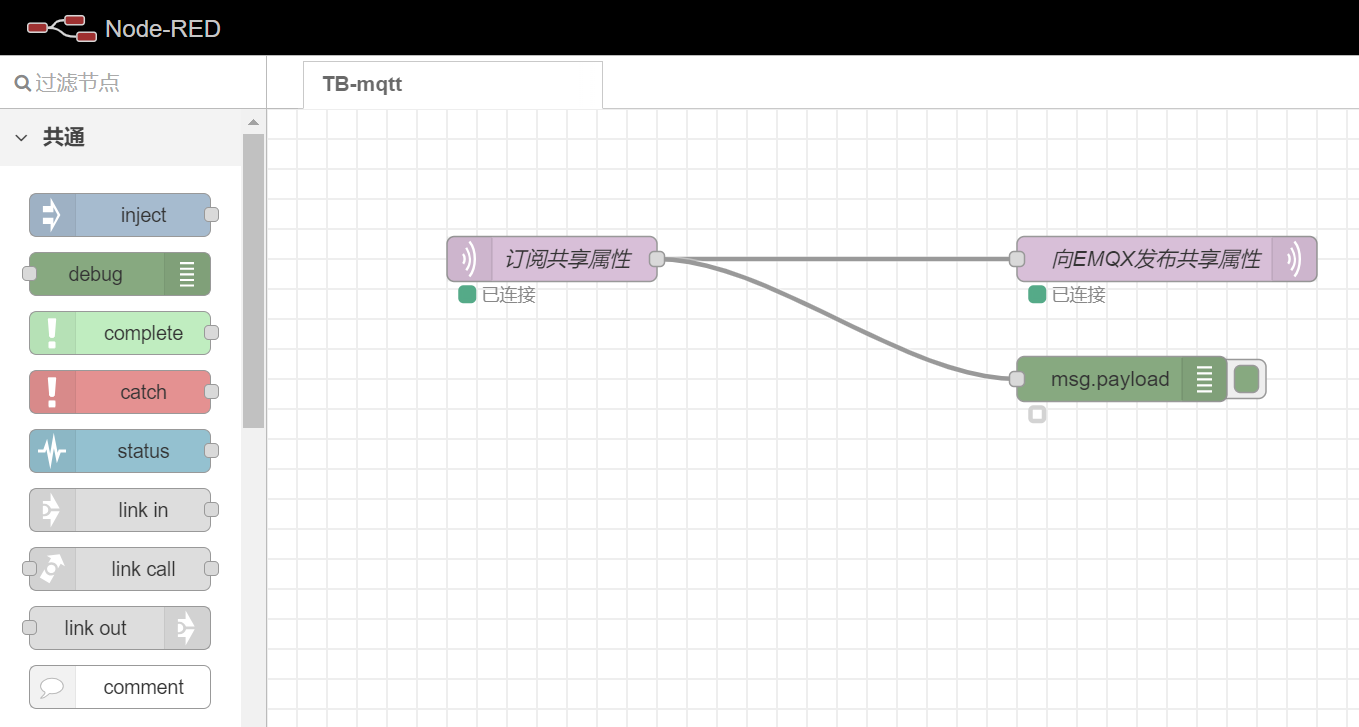 Node-RED
过滤节点
TB-mqtt
共通
inject
debug
complete
catch
status
link in
link call
link out
comment
订阅共享属性
已连接
向EMQX发布共享属性
已连接
msg.payload